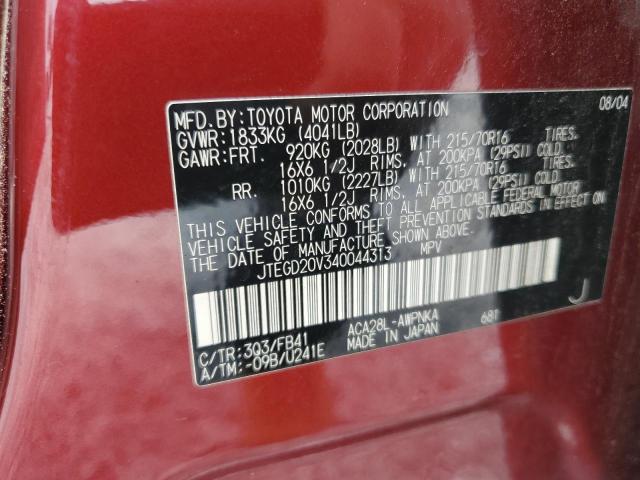 MFD.BY:TOYOTA MOTOR CORPORATION 08/04
GVWR:1833KG (4041LB)
GAWR:FRT. 920KG (2028LB) WITH 215/70R16 TIRES.
16X6 1/2J RIMS. AT 200KPA (29PSI) COLD
RR. 1010KG (2227LB) WITH 215/70R16 TIRES.
16X6 1/2J RIMS. AT 200KPA (29PSI) COLD
THIS VEHICLE CONFORMS TO ALL APPLICABLE FEDERAL MOTOR
VEHICLE SAFETY AND THEFT PREVENTION STANDARDS IN EFFECT ON
THE DATE OF MANUFACTURE SHOWN ABOVE.
JTEGD20V340044313 MPV
J
C/TR:3Q3/FB41 ACA28L-AWPNKA 681
A/TM:-09B/U241E MADE IN JAPAN